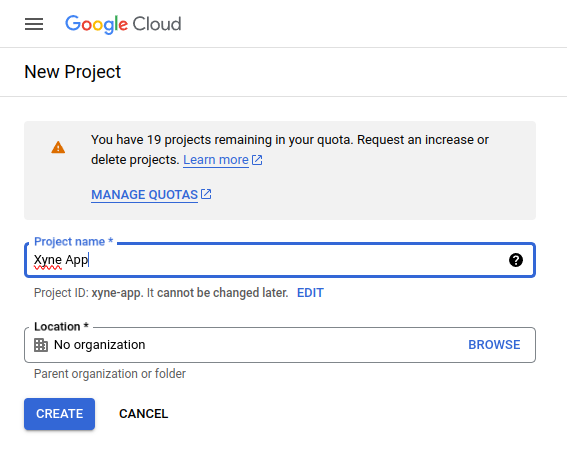 Google Cloud
New Project
You have 19 projects remaining in your quota. Request an increase or
delete projects. Learn more
MANAGE QUOTAS
Project name *
Xyne App
Project ID: xyne-app. It cannot be changed later. EDIT
Location *
No organization BROWSE
Parent organization or folder
CREATE CANCEL